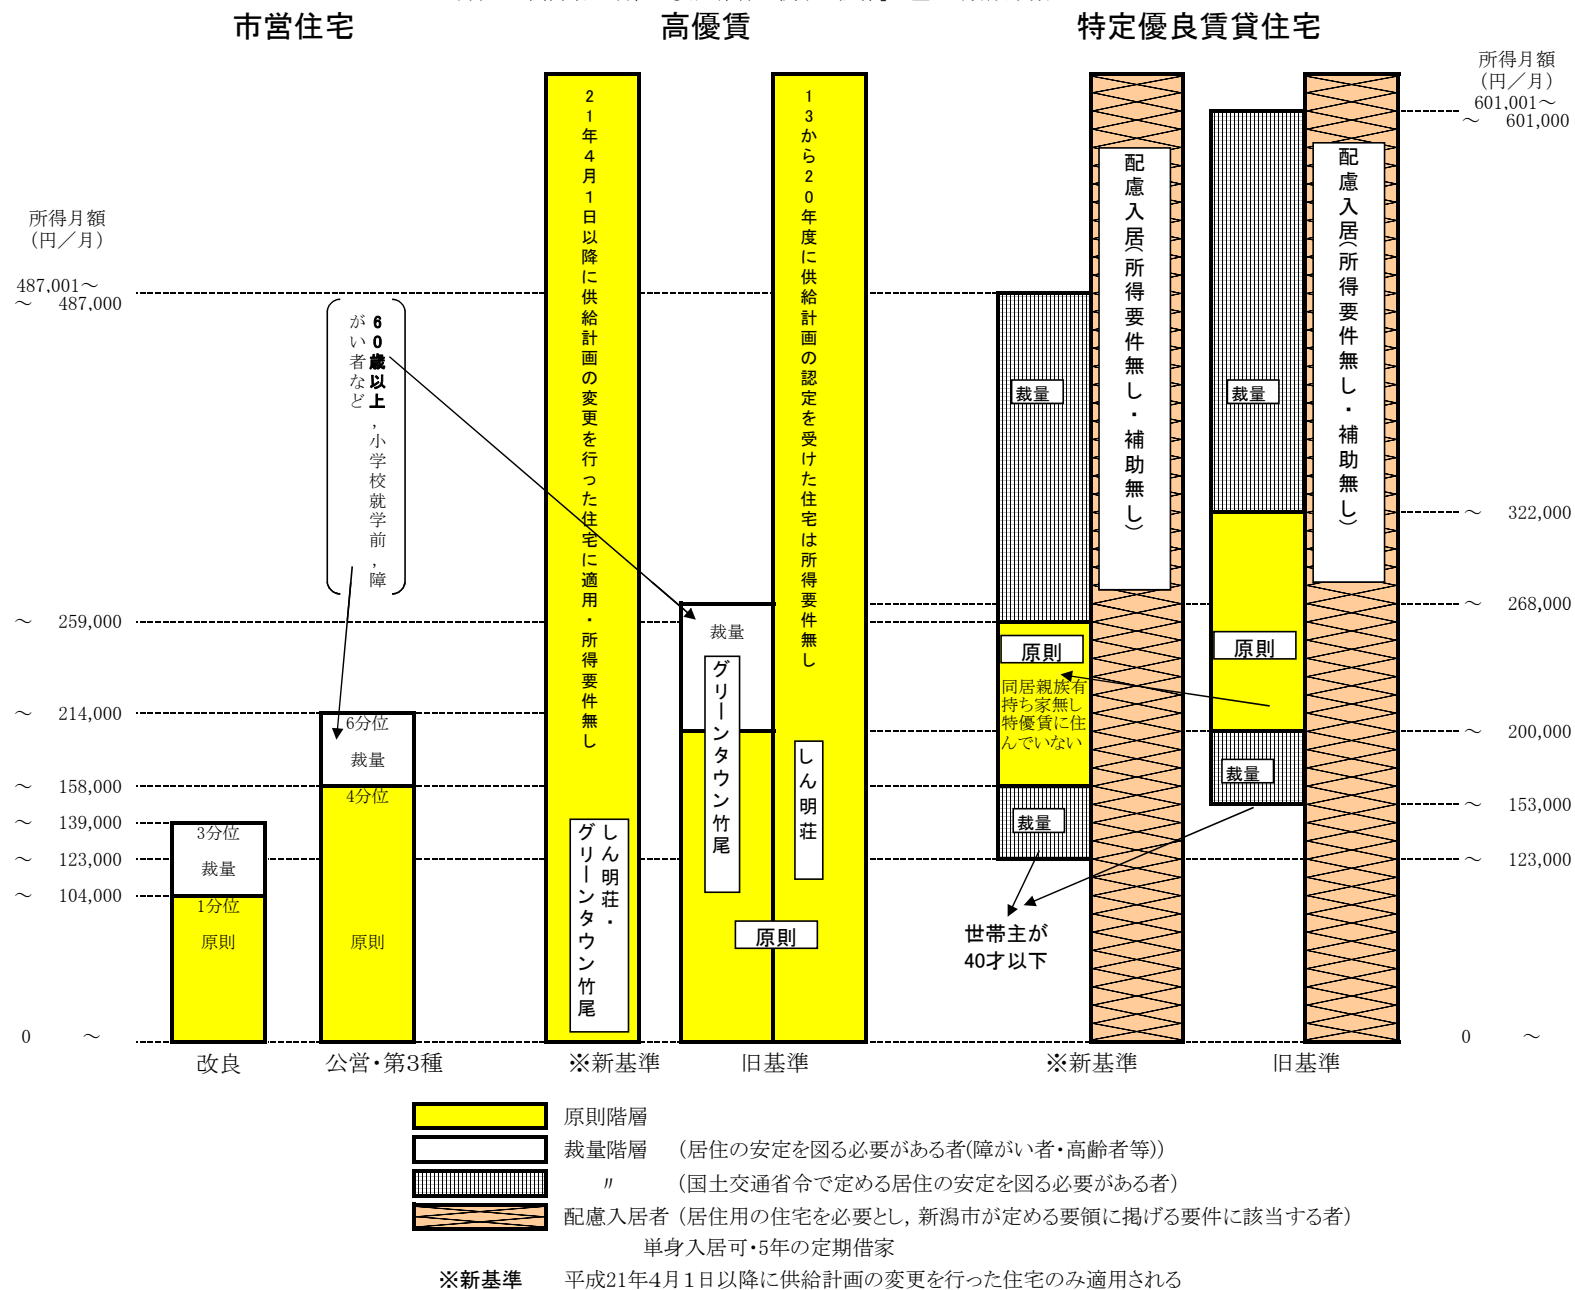 市営住宅
高優賃
特定優良賃貸住宅
所得月額
(円／月)
487,001～
～ 487,000
～ 259,000
～ 214,000
～ 158,000
～ 139,000
～ 123,000
～ 104,000
0 ～
60歳以上,小学校就学前,障
がい者など
3分位
裁量
1分位
原則
改良
6分位
裁量
4分位
原則
公営・第3種
21年4月1日以降に供給計画の変更を行った住宅に適用・所得要件無し
しん明荘・
グリーンタウン竹尾
※新基準
裁量
グリーンタウン竹尾
13から20年度に供給計画の認定を受けた住宅は所得要件無し
しん明荘
原則
旧基準
裁量
原則
同居親族有
持ち家無し
特優賃に住
んでいない
裁量
世帯主が
40才以下
配慮入居(所得要件無し・補助無し)
※新基準
裁量
原則
裁量
配慮入居(所得要件無し・補助無し)
旧基準
所得月額
(円／月)
601,001～
～ 601,000
～ 322,000
～ 268,000
～ 200,000
～ 153,000
～ 123,000
0 ～
原則階層
裁量階層 (居住の安定を図る必要がある者(障がい者・高齢者等))
〃 (国土交通省令で定める居住の安定を図る必要がある者)
配慮入居者 (居住用の住宅を必要とし, 新潟市が定める要領に掲げる要件に該当する者)
単身入居可・5年の定期借家
※新基準 平成21年4月1日以降に供給計画の変更を行った住宅のみ適用される